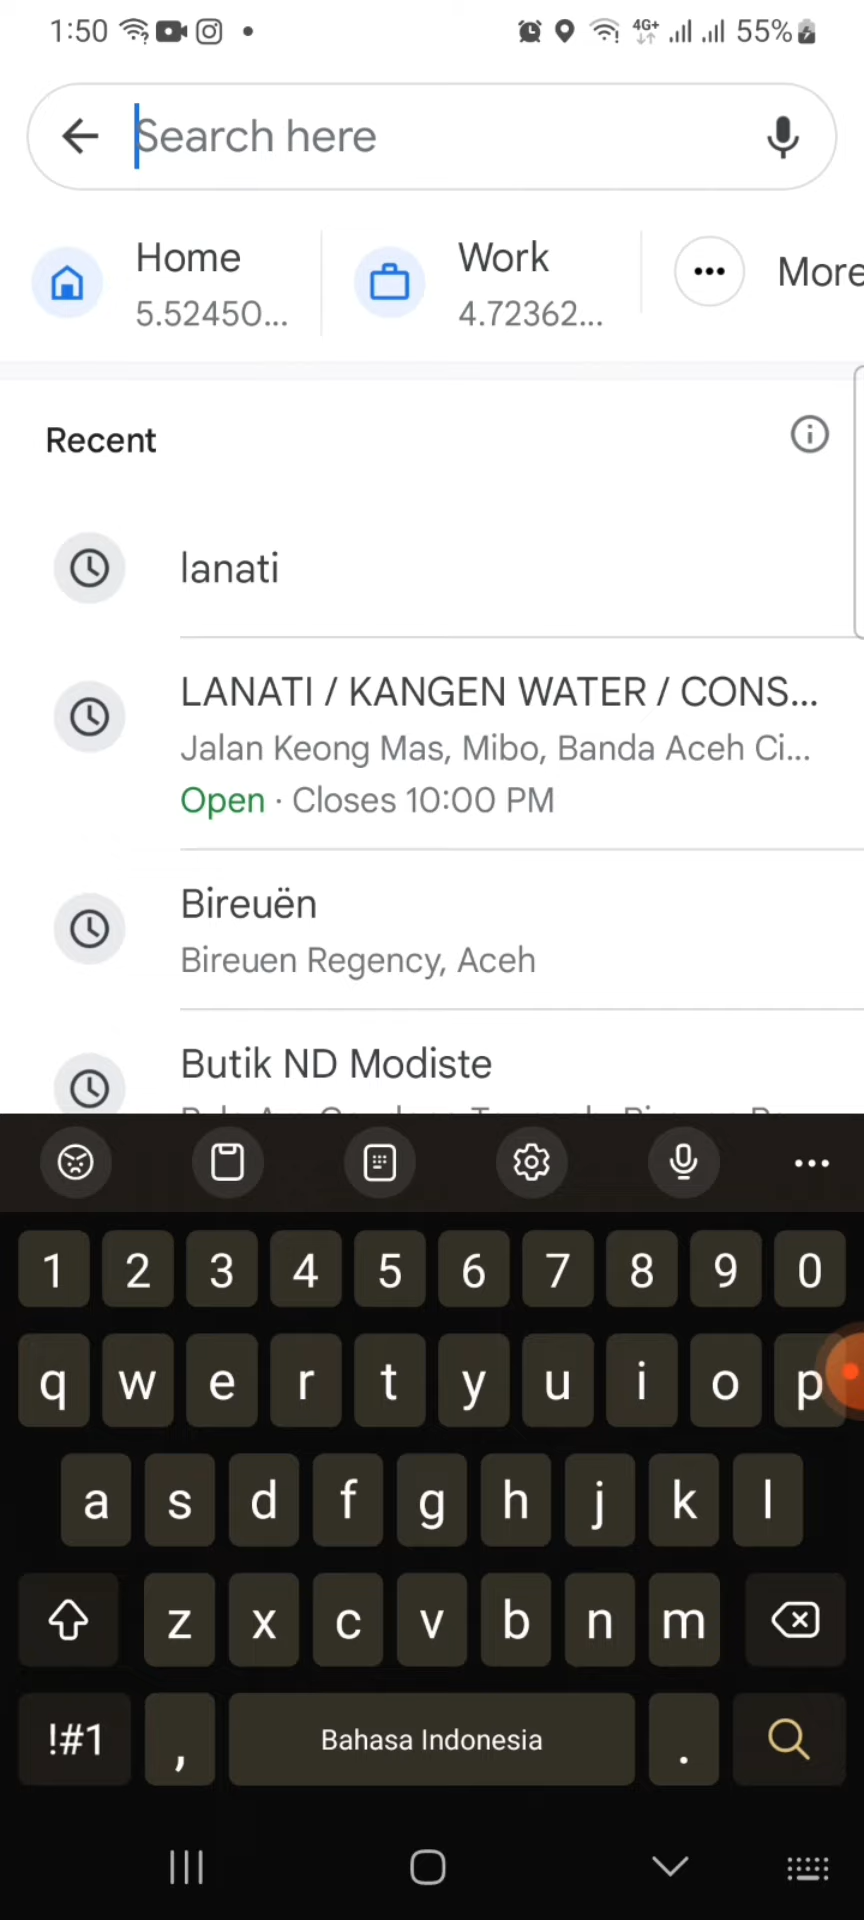 1:50
4G+
55%
Search here
Home
5.52450...
Work
4.72362...
More
Recent
lanati
LANATI / KANGEN WATER / CONS...
Jalan Keong Mas, Mibo, Banda Aceh Ci...
Open · Closes 10:00 PM
Bireuën
Bireuen Regency, Aceh
Butik ND Modiste
1 2 3 4 5 6 7 8 9 0
q w e r t y u i o p
a s d f g h j k l
z x c v b n m
!#1 , Bahasa Indonesia .